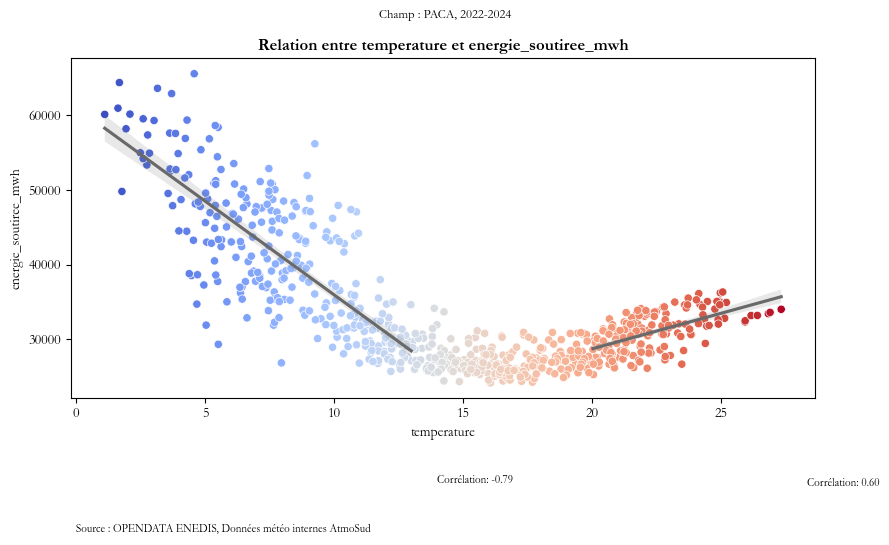 Champ : PACA, 2022-2024
Relation entre temperature et energie_soutiree_mwh
60000
50000
40000
30000
energie_soutiree_mwh
0 5 10 15 20 25
temperature
Corrélation: -0.79
Corrélation: 0.60
Source : OPENDATA ENEDIS, Données météo internes AtmoSud